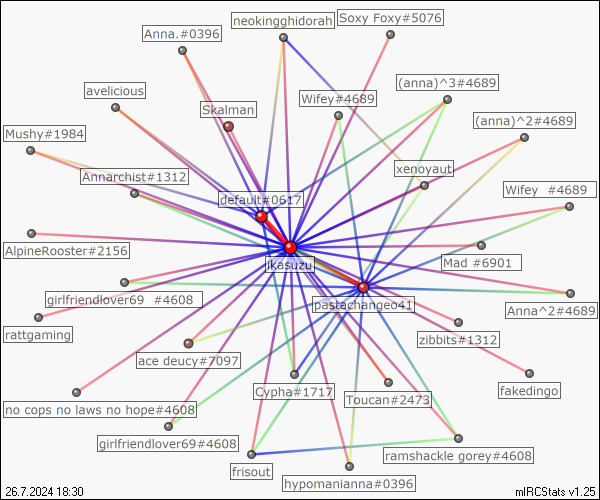 neokingghidorah
Soxy Foxy#5076
Anna.#0396
(anna)^3#4689
avelicious
Wifey#4689
Skalman
(anna)^2#4689
Mushy#1984
xenoyaut
Annarchist#1312
Wifey #4689
default#0617
AlpineRooster#2156
ikasuzu
Mad #6901
girlfriendlover69 #4608
pastachangeo41
Anna^2#4689
rattgaming
zibbits#1312
ace deucy#7097
fakedingo
Cypha#1717
Toucan#2473
no cops no laws no hope#4608
girlfriendlover69#4608
ramshackle gorey#4608
frisout
hypomanianna#0396
26.7.2024 18:30
mIRCStats v1.25